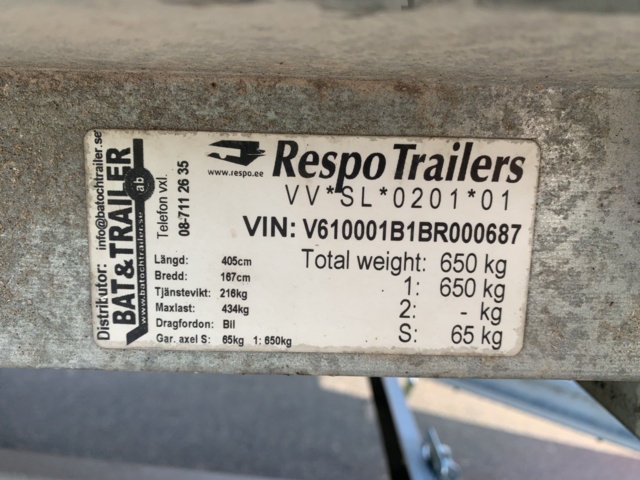 Distributor: info@batochtrailer.se
BAT&TRAILER ab
www.batochtrailer.se
Telefon vxl.
08-711 26 35
www.respo.ee
Respo Trailers
VV*SL*0201*01
VIN: V610001B1BR000687
Längd: 405cm
Bredd: 167cm
Tjänstevikt: 216kg
Maxlast: 434kg
Dragfordon: Bil
Gar. axel S: 65kg 1: 650kg
Total weight: 650 kg
1: 650 kg
2: - kg
S: 65 kg